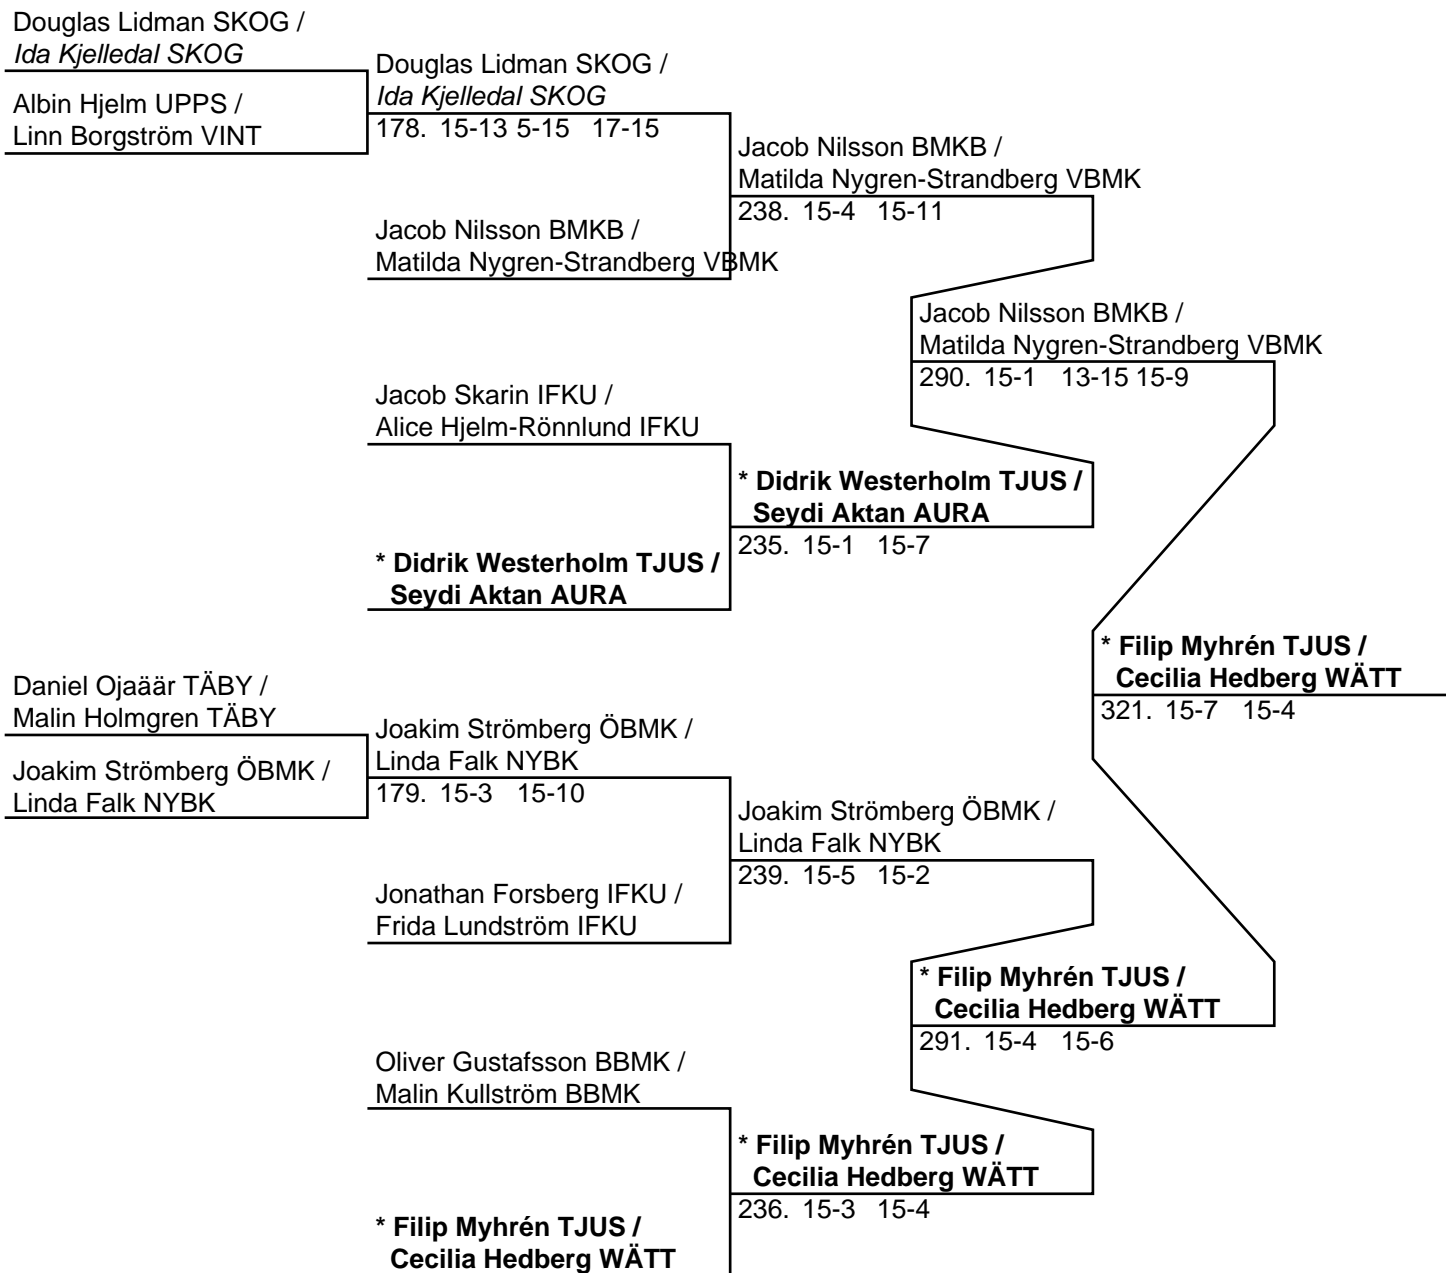 Douglas Lidman SKOG /
Ida Kjelledal SKOG
Albin Hjelm UPPS /
Linn Borgström VINT
Douglas Lidman SKOG /
Ida Kjelledal SKOG
178. 15-13 5-15 17-15
Jacob Nilsson BMKB /
Matilda Nygren-Strandberg VBMK
Jacob Nilsson BMKB /
Matilda Nygren-Strandberg VBMK
238. 15-4 15-11
Jacob Skarin IFKU /
Alice Hjelm-Rönnlund IFKU
* Didrik Westerholm TJUS /
Seydi Aktan AURA
* Didrik Westerholm TJUS /
Seydi Aktan AURA
235. 15-1 15-7
Jacob Nilsson BMKB /
Matilda Nygren-Strandberg VBMK
290. 15-1 13-15 15-9
Daniel Ojaäär TÄBY /
Malin Holmgren TÄBY
Joakim Strömberg ÖBMK /
Linda Falk NYBK
Joakim Strömberg ÖBMK /
Linda Falk NYBK
179. 15-3 15-10
Jonathan Forsberg IFKU /
Frida Lundström IFKU
Joakim Strömberg ÖBMK /
Linda Falk NYBK
239. 15-5 15-2
Oliver Gustafsson BBMK /
Malin Kullström BBMK
* Filip Myhrén TJUS /
Cecilia Hedberg WÄTT
* Filip Myhrén TJUS /
Cecilia Hedberg WÄTT
236. 15-3 15-4
* Filip Myhrén TJUS /
Cecilia Hedberg WÄTT
291. 15-4 15-6
* Filip Myhrén TJUS /
Cecilia Hedberg WÄTT
321. 15-7 15-4